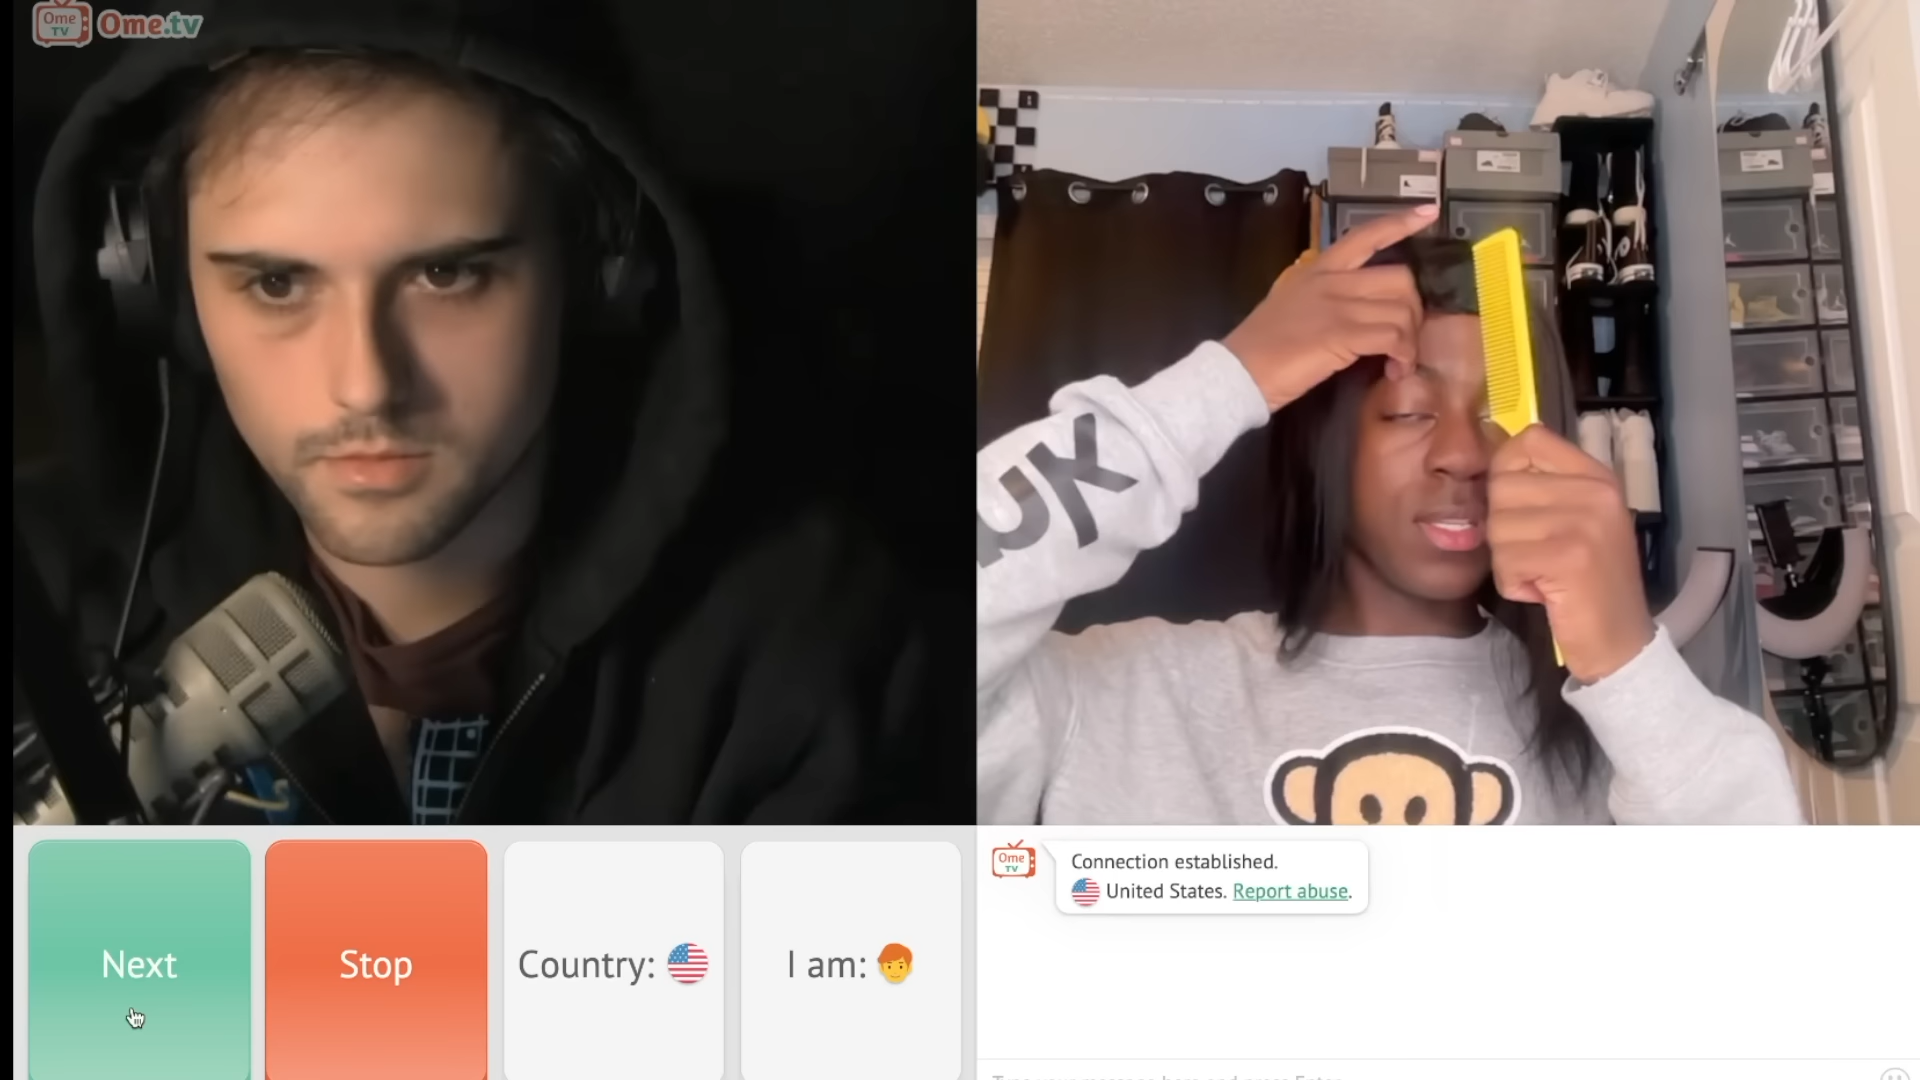 Ome TV Ome.tv
UK
Ome TV
Connection established.
United States. Report abuse.
Next
Stop
Country:
I am: